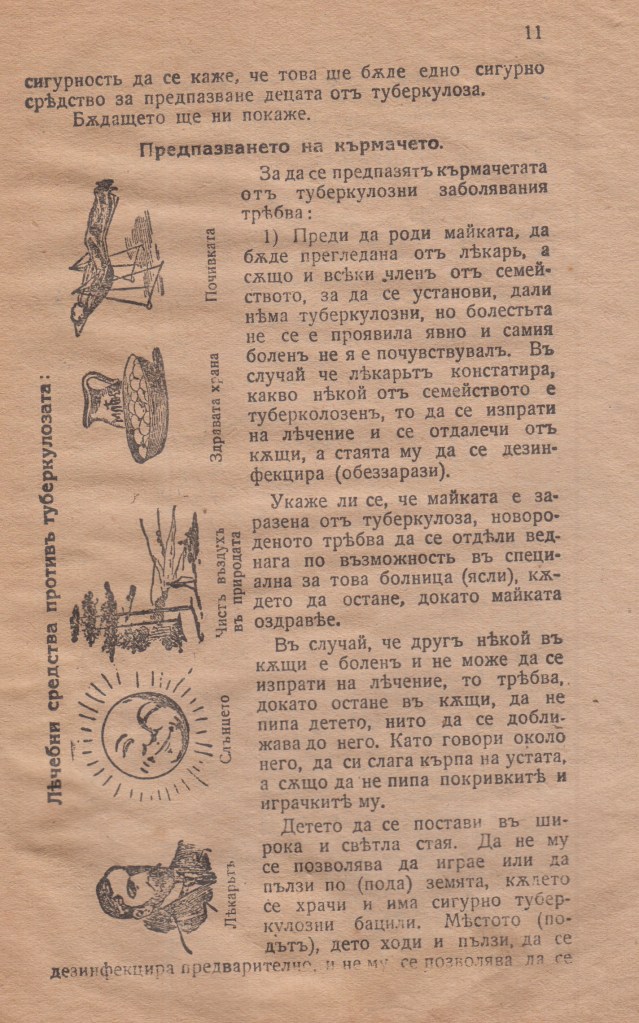 11
сигурность да се каже, че това ше бѫде едно сигурно
срѣдство за предпазване децата отъ туберкулоза.
Бѫдащето ще ни покаже.
Предпазването на кърмачето.
За да се предпазятъ кърмачетата
отъ туберкулозни заболявания
трѣбва:
1) Преди да роди майката, да
бѫде прегледана отъ лѣкарь, а
сѫщо и всѣки членъ отъ семей-
ството, за да се установи, дали
нѣма туберкулозни, но болестьта
не се е проявила явно и самия
боленъ не я е почувствувалъ. Въ
случай че лѣкарьтъ констатира,
какво нѣкой отъ семейството е
туберколозенъ, то да се изпрати
на лѣчение и се отдалечи отъ
кѫщи, а стаята му да се дезин-
фекцира (обеззарази).
Укаже ли се, че майката е за-
разена отъ туберкулоза, новоро-
деното трѣбва да се отдѣли вед-
нага по възможность въ специ-
ална за това болница (ясли), кѫ-
дето да остане, докато майката
оздравѣе.
Въ случай, че другъ нѣкой въ
кѫщи е боленъ и не може да се
изпрати на лѣчение, то трѣбва,
докато остане въ кѫщи, да не
пипа детето, нито да се добли-
жава до него. Като говори около
него, да си слага кърпа на устата,
а сѫщо да не пипа покривкитѣ и
играчкитѣ му.
Детето да се постави въ ши-
рока и свѣтла стая. Да не му
се позволява да играе или да
пълзи по (пода) земята, кѫдето
се храчи и има сигурно тубер-
кулозни бацили. Мѣстото (по-
дътъ), дето ходи и пълзи, да се
дезинфекцира предварително, и не му се позволява да се
Лѣчебни средства противъ туберкулозата:
Почивката
Здравата храна
Чистъ въздухъ
въ природата
Слънцето
Лѣкарьтъ